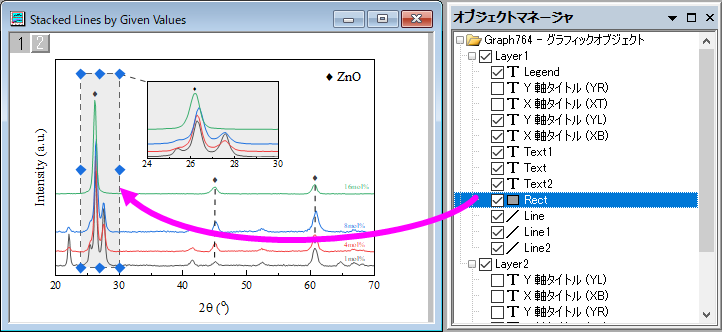 Stacked Lines by Given Values
1 2
♦ ZnO
Intensity (a.u.)
24 26 28 30
16mol%
8mol%
4mol%
1mol%
20 30 40 50 60 70
2θ (°)
オブジェクトマネージャ
Graph764 - グラフィックオブジェクト
Layer1
Legend
Y 軸タイトル (YR)
X 軸タイトル (XT)
Y 軸タイトル (YL)
X 軸タイトル (XB)
Text1
Text
Text2
Rect
Line
Line1
Line2
Layer2
Y 軸タイトル (YL)
X 軸タイトル (XB)
Y 軸タイトル (YR)